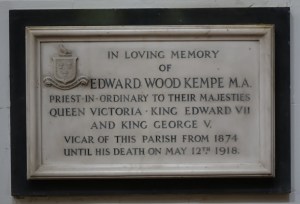 IN LOVING MEMORY
OF
EDWARD WOOD KEMPE M.A.
PRIEST-IN-ORDINARY TO THEIR MAJESTIES
QUEEN VICTORIA · KING EDWARD VII
AND KING GEORGE V.
VICAR OF THIS PARISH FROM 1874
UNTIL HIS DEATH ON MAY 12TH 1918.